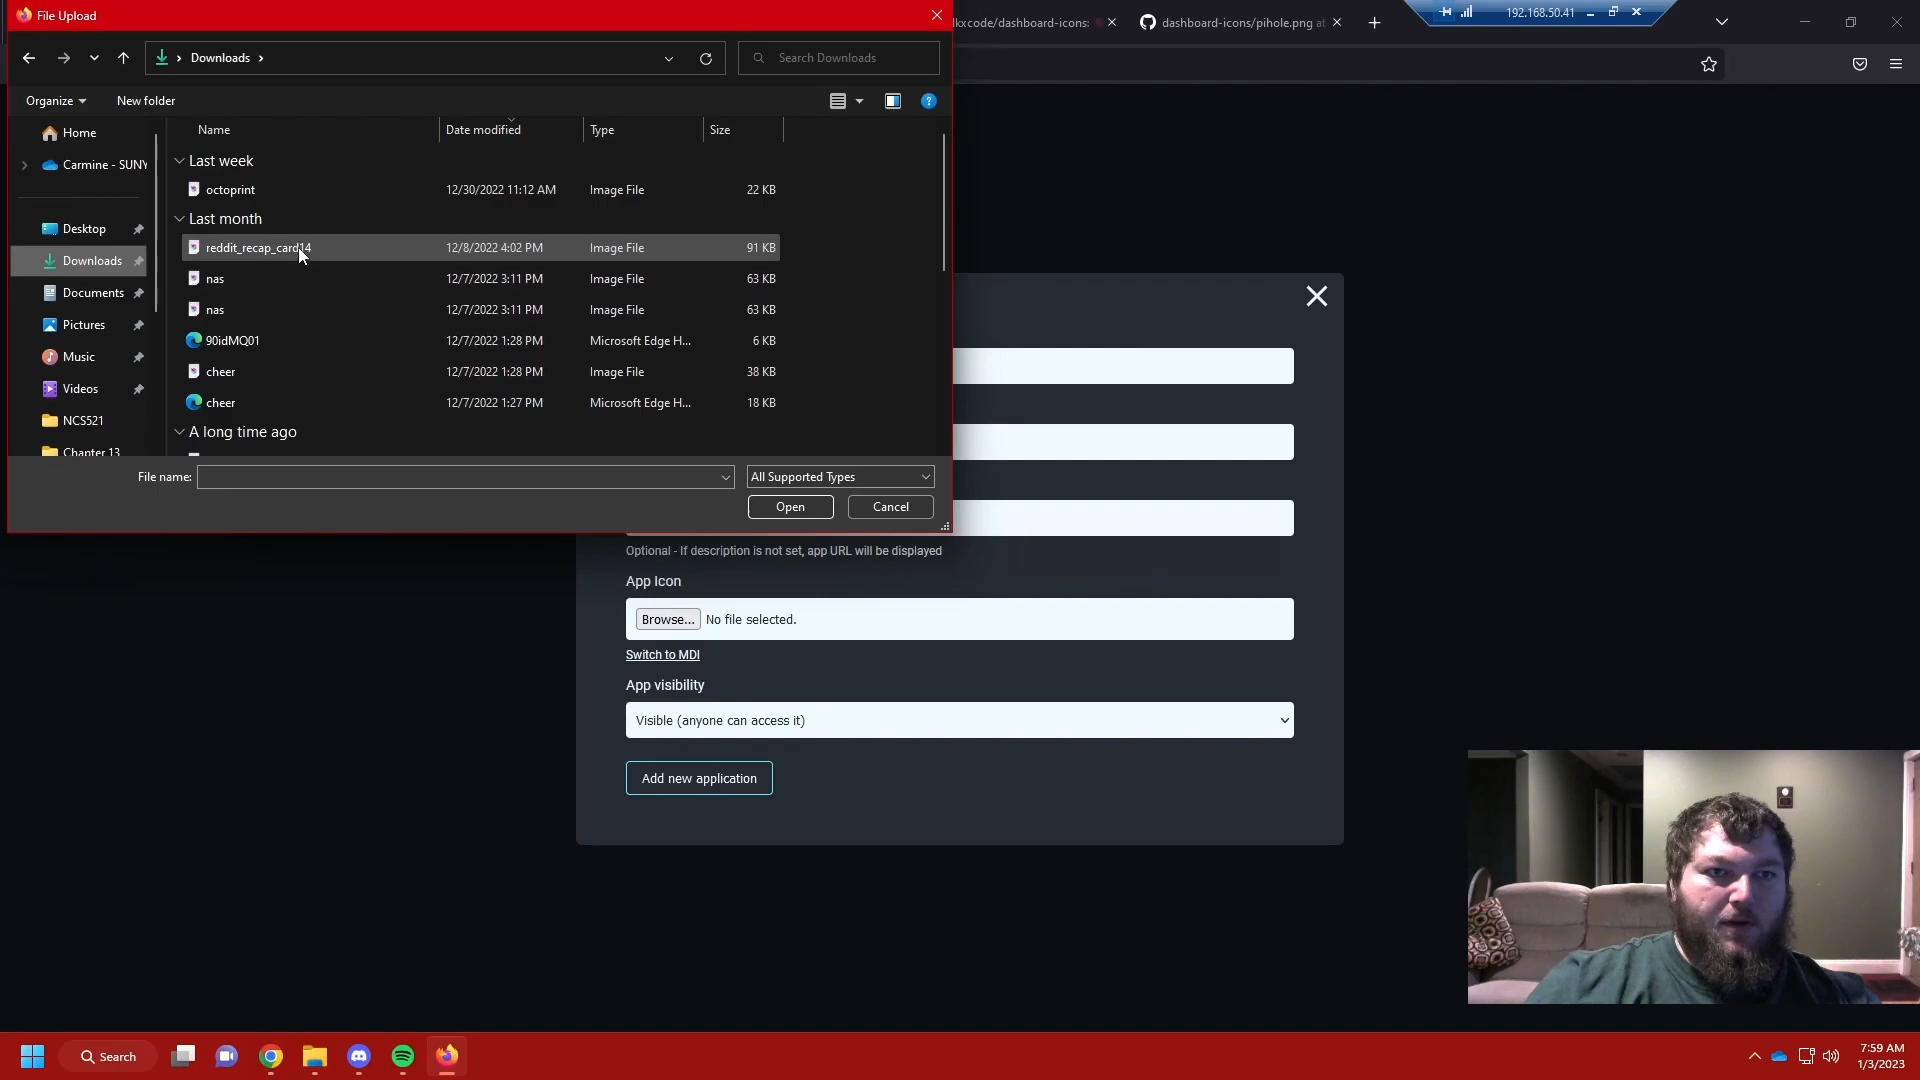 File Upload
lkxcode/dashboard-icons:
dashboard-icons/pihole.png at
192.168.50.41
Downloads
Search Downloads
Organize
New folder
Name
Date modified
Type
Size
Home
Carmine - SUNY
Desktop
Downloads
Documents
Pictures
Music
Videos
NCS521
Chapter 13
Last week
octoprint 12/30/2022 11:12 AM Image File 22 KB
Last month
reddit_recap_card14 12/8/2022 4:02 PM Image File 91 KB
nas 12/7/2022 3:11 PM Image File 63 KB
nas 12/7/2022 3:11 PM Image File 63 KB
90idMQ01 12/7/2022 1:28 PM Microsoft Edge H... 6 KB
cheer 12/7/2022 1:28 PM Image File 38 KB
cheer 12/7/2022 1:27 PM Microsoft Edge H... 18 KB
A long time ago
File name:
All Supported Types
Open
Cancel
Optional - If description is not set, app URL will be displayed
App Icon
Browse... No file selected.
Switch to MDI
App visibility
Visible (anyone can access it)
Add new application
Search
7:59 AM
1/3/2023